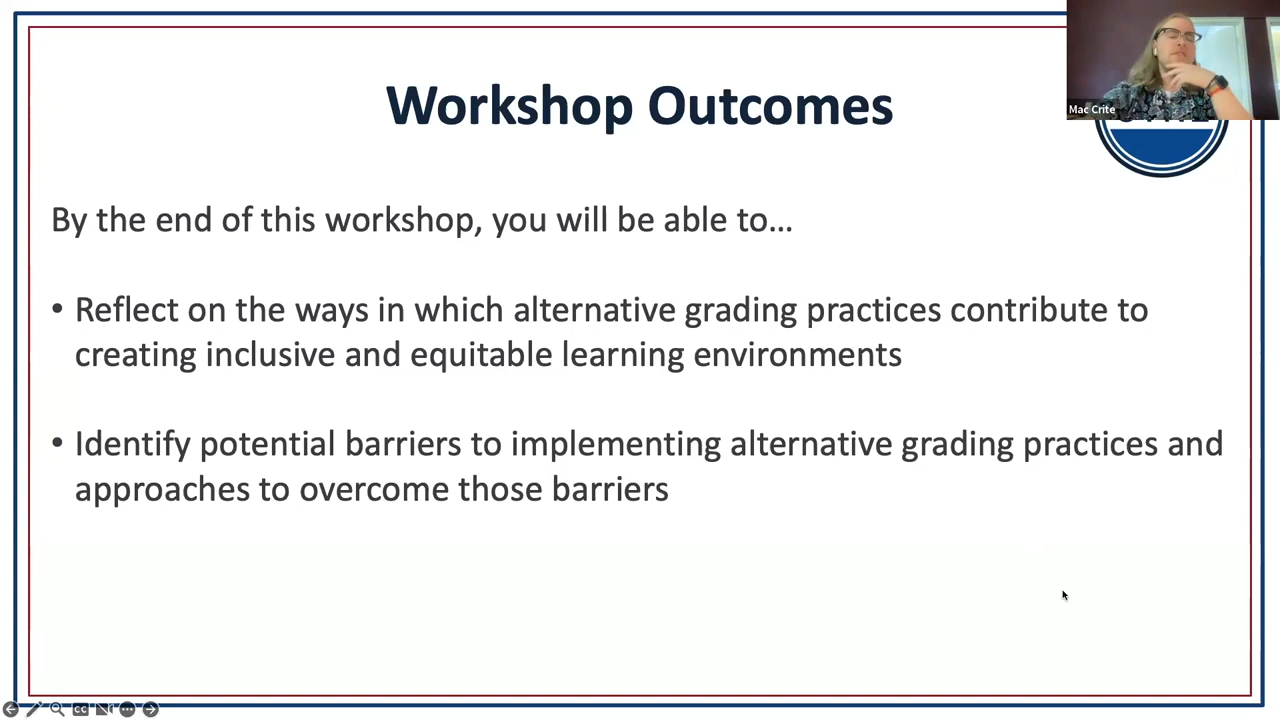 Workshop Outcomes
Mac Crite
By the end of this workshop, you will be able to…
• Reflect on the ways in which alternative grading practices contribute to
creating inclusive and equitable learning environments
• Identify potential barriers to implementing alternative grading practices and
approaches to overcome those barriers
CC